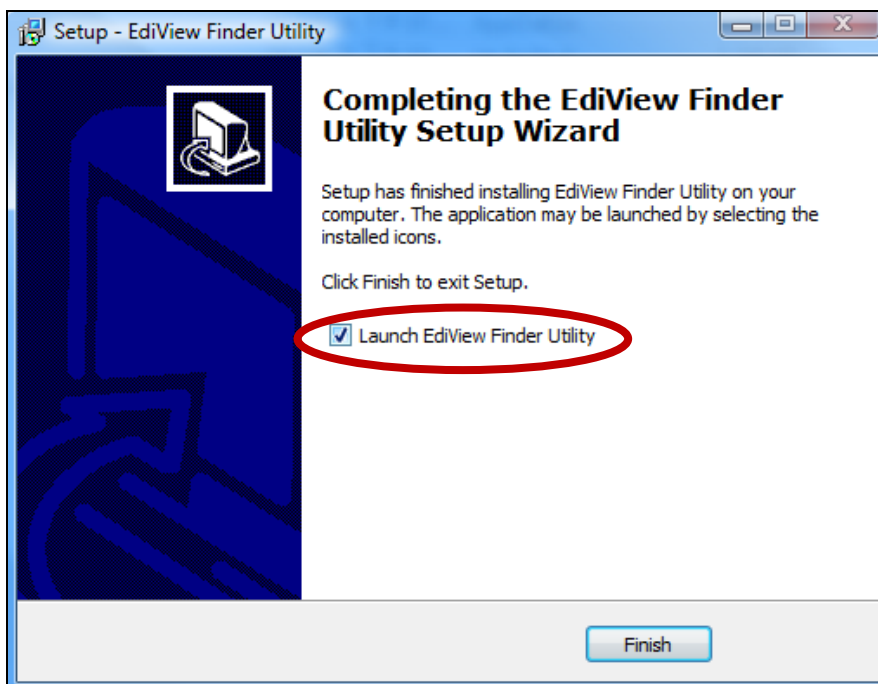 Setup - EdiView Finder Utility
Completing the EdiView Finder
Utility Setup Wizard
Setup has finished installing EdiView Finder Utility on your
computer. The application may be launched by selecting the
installed icons.
Click Finish to exit Setup.
Launch EdiView Finder Utility
Finish